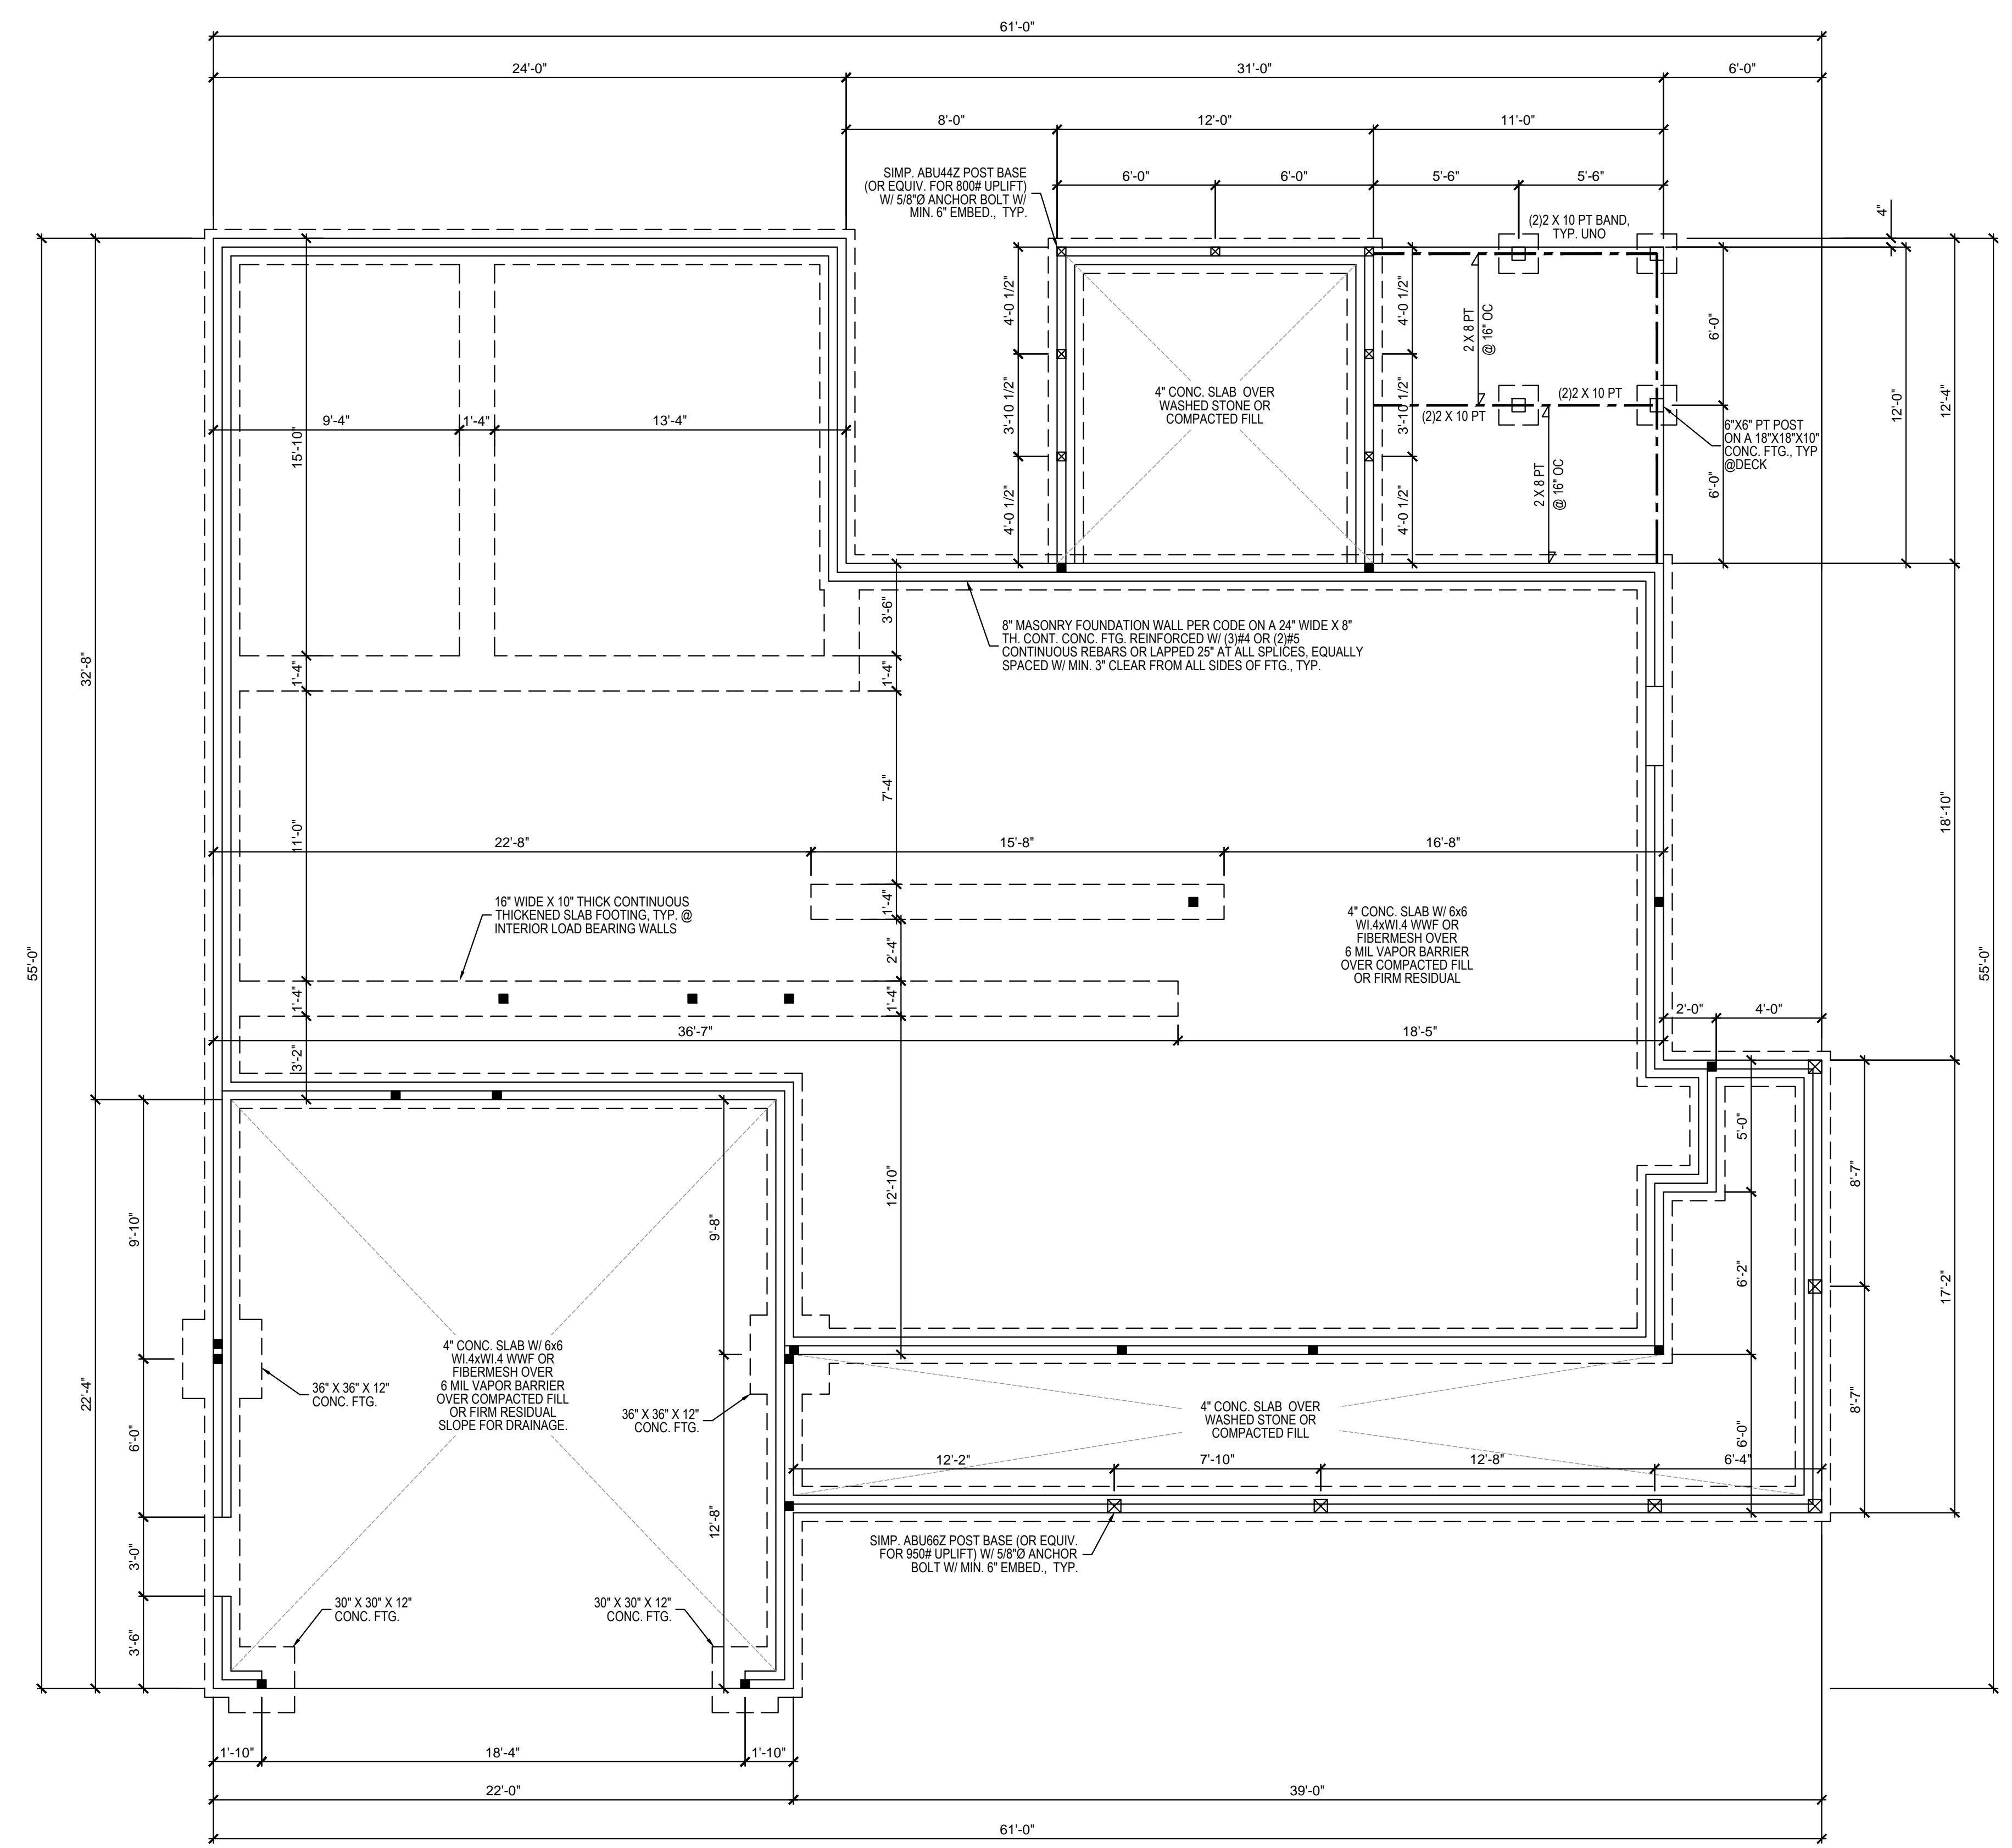 61'-0"
24'-0"
31'-0"
6'-0"
8'-0"
12'-0"
11'-0"
SIMP. ABU44Z POST BASE
(OR EQUIV. FOR 800# UPLIFT)
W/ 5/8"Ø ANCHOR BOLT W/
MIN. 6" EMBED., TYP.
6'-0"
6'-0"
5'-6"
5'-6"
(2)2 X 10 PT BAND,
TYP. UNO
4"
4'-0 1/2"
3'-10 1/2"
4'-0 1/2"
4'-0 1/2"
3'-10 1/2"
4'-0 1/2"
2 X 8 PT
@ 16" OC
2 X 8 PT
@ 16" OC
(2)2 X 10 PT
(2)2 X 10 PT
6'-0"
6'-0"
12'-0"
12'-4"
4" CONC. SLAB OVER
WASHED STONE OR
COMPACTED FILL
6"X6" PT POST
ON A 18"X18"X10"
CONC. FTG., TYP
@DECK
9'-4"
1'-4"
13'-4"
15'-10"
32'-8"
55'-0"
3'-6"
1'-4"
1'-4"
8" MASONRY FOUNDATION WALL PER CODE ON A 24" WIDE X 8"
TH. CONT. CONC. FTG. REINFORCED W/ (3)#4 OR (2)#5
CONTINUOUS REBARS OR LAPPED 25" AT ALL SPLICES, EQUALLY
SPACED W/ MIN. 3" CLEAR FROM ALL SIDES OF FTG., TYP.
7'-4"
11'-0"
18'-10"
22'-8"
15'-8"
16'-8"
1'-4"
2'-4"
16" WIDE X 10" THICK CONTINUOUS
THICKENED SLAB FOOTING, TYP. @
INTERIOR LOAD BEARING WALLS
4" CONC. SLAB W/ 6x6
WI.4xWI.4 WWF OR
FIBERMESH OVER
6 MIL VAPOR BARRIER
OVER COMPACTED FILL
OR FIRM RESIDUAL
55'-0"
1'-4"
1'-4"
36'-7"
18'-5"
2'-0"
4'-0"
3'-2"
5'-0"
8'-7"
9'-10"
9'-8"
12'-10"
6'-2"
17'-2"
22'-4"
4" CONC. SLAB W/ 6x6
WI.4xWI.4 WWF OR
FIBERMESH OVER
6 MIL VAPOR BARRIER
OVER COMPACTED FILL
OR FIRM RESIDUAL
SLOPE FOR DRAINAGE.
36" X 36" X 12"
CONC. FTG.
36" X 36" X 12"
CONC. FTG.
4" CONC. SLAB OVER
WASHED STONE OR
COMPACTED FILL
8'-7"
6'-0"
6'-0"
12'-2"
7'-10"
12'-8"
6'-4"
12'-8"
3'-0"
3'-6"
SIMP. ABU66Z POST BASE (OR EQUIV.
FOR 950# UPLIFT) W/ 5/8"Ø ANCHOR
BOLT W/ MIN. 6" EMBED., TYP.
30" X 30" X 12"
CONC. FTG.
30" X 30" X 12"
CONC. FTG.
1'-10"
18'-4"
1'-10"
22'-0"
39'-0"
61'-0"